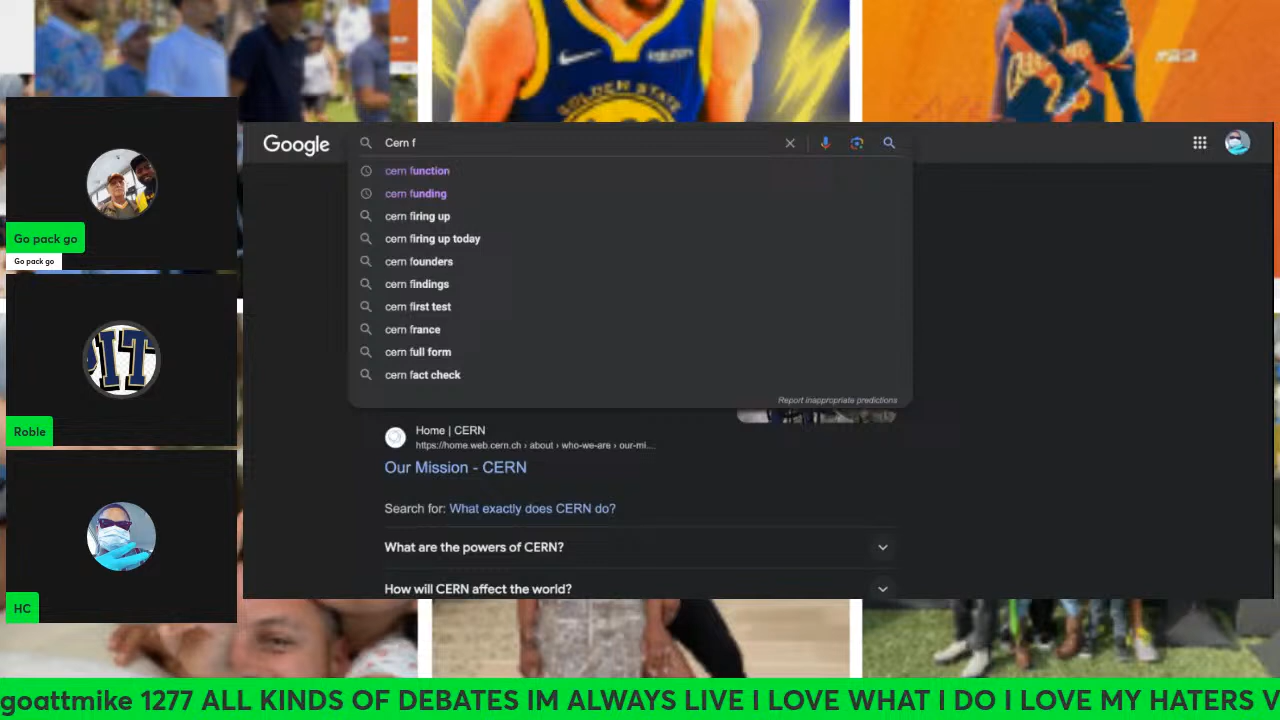 GOLDEN STATE
Google
Cern f
cern function
cern funding
cern firing up
cern firing up today
cern founders
cern findings
cern first test
cern france
cern full form
cern fact check
Report inappropriate predictions
Home | CERN
https://home.web.cern.ch › about › who-we-are › our-mi...
Our Mission - CERN
Search for: What exactly does CERN do?
What are the powers of CERN?
How will CERN affect the world?
Go pack go
Go pack go
PIT
Roble
HC
goattmike 1277 ALL KINDS OF DEBATES IM ALWAYS LIVE I LOVE WHAT I DO I LOVE MY HATERS V